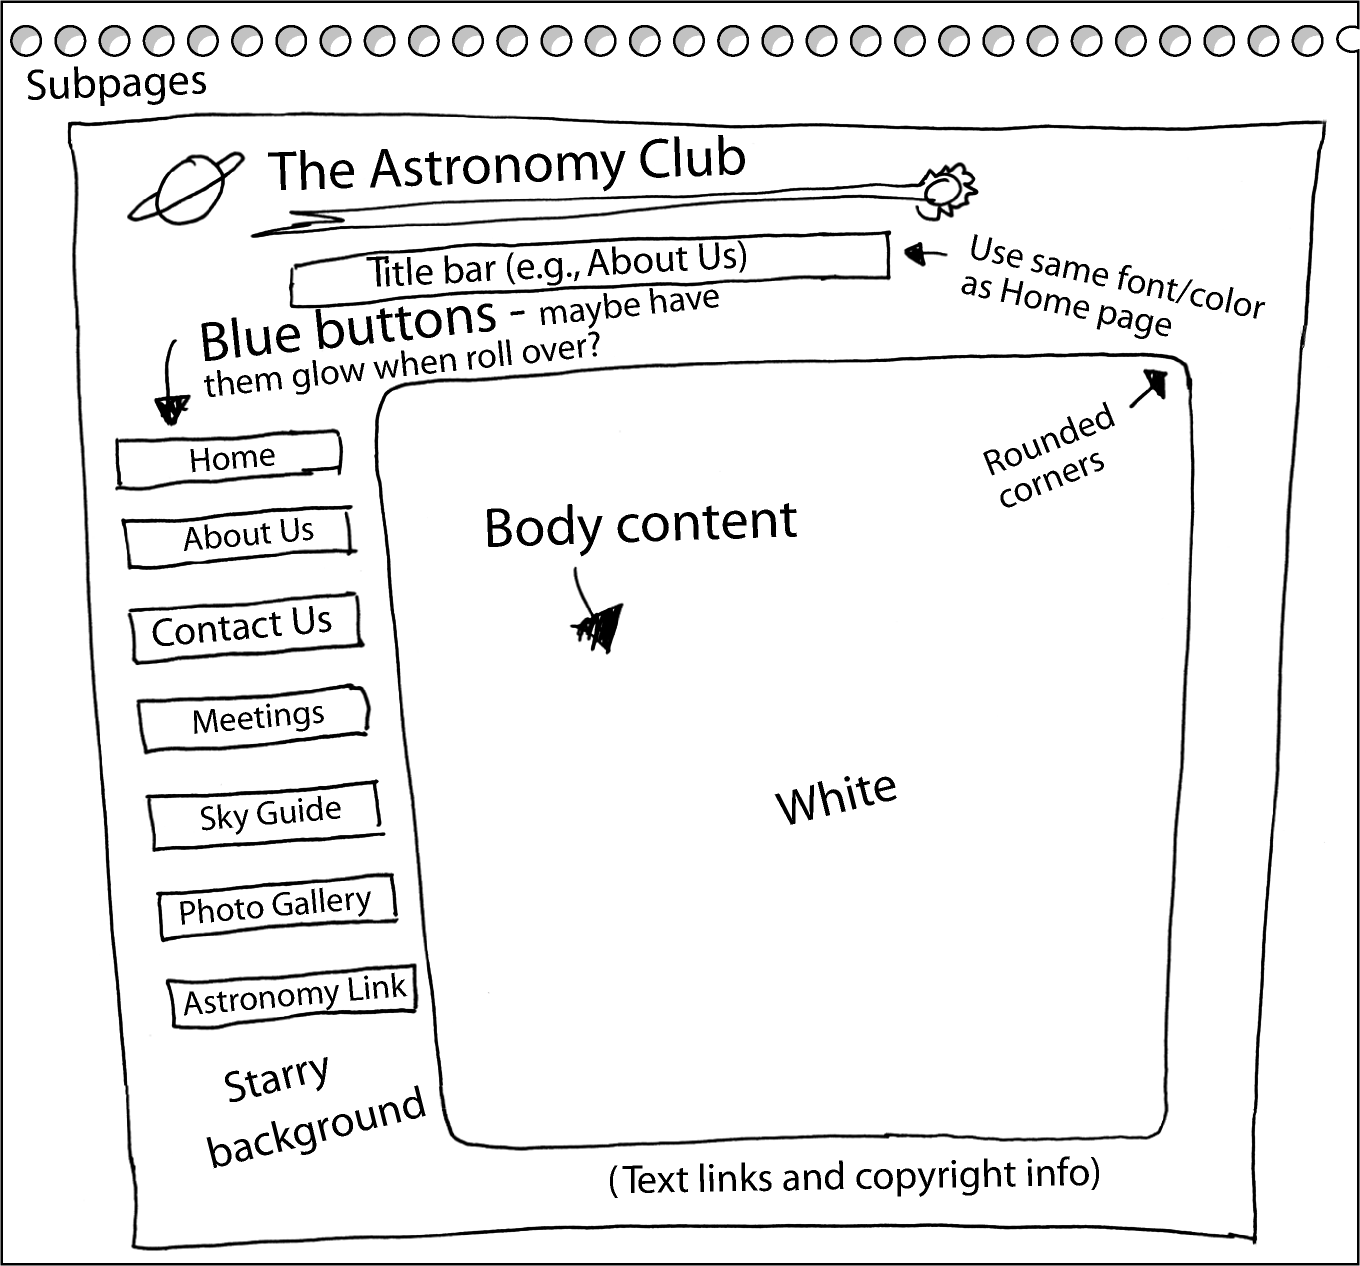 Subpages
The Astronomy Club
Title bar (e.g., About Us)
Use same font/color
as Home page
Blue buttons - maybe have
them glow when roll over?
Rounded
corners
Home
About Us
Contact Us
Meetings
Sky Guide
Photo Gallery
Astronomy Link
Body content
White
Starry
background
(Text links and copyright info)